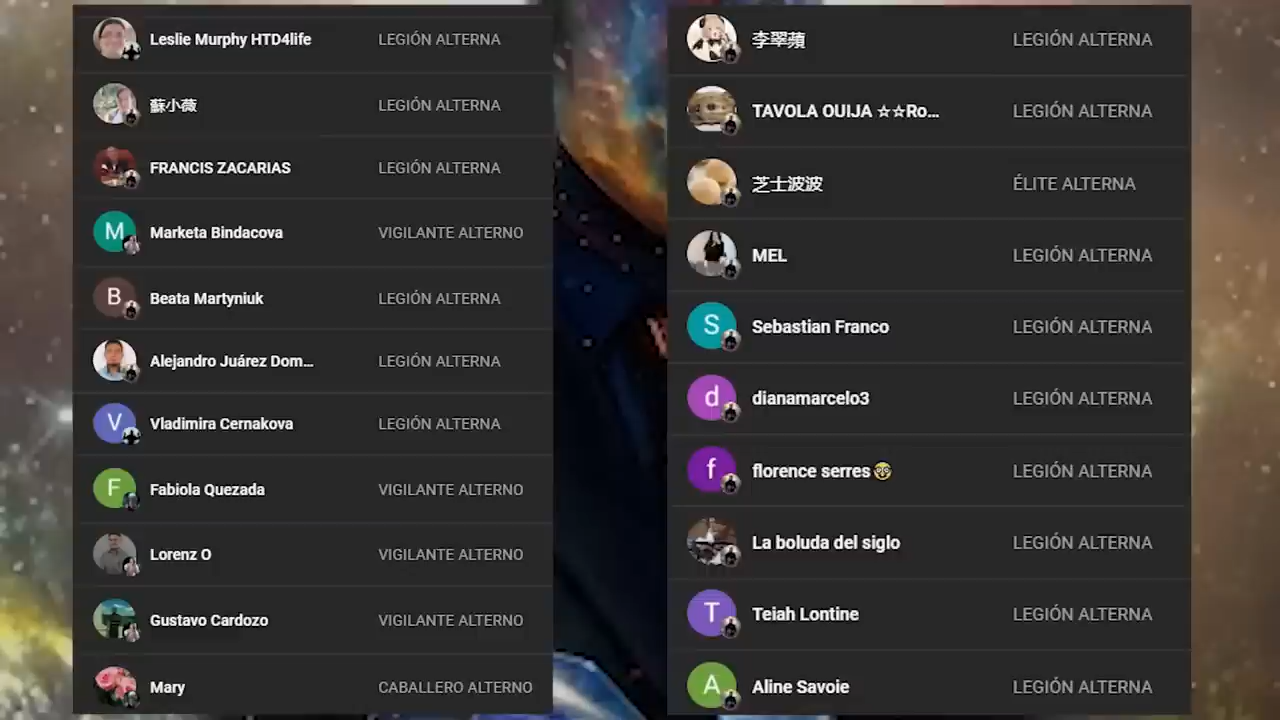 Leslie Murphy HTD4life LEGIÓN ALTERNA
蘇小薇 LEGIÓN ALTERNA
FRANCIS ZACARIAS LEGIÓN ALTERNA
M Marketa Bindacova VIGILANTE ALTERNO
B Beata Martyniuk LEGIÓN ALTERNA
Alejandro Juárez Dom... LEGIÓN ALTERNA
V Vladimira Cernakova LEGIÓN ALTERNA
F Fabiola Quezada VIGILANTE ALTERNO
Lorenz O VIGILANTE ALTERNO
Gustavo Cardozo VIGILANTE ALTERNO
Mary CABALLERO ALTERNO
李翠蘋 LEGIÓN ALTERNA
TAVOLA OUIJA ☆☆Ro... LEGIÓN ALTERNA
芝士波波 ÉLITE ALTERNA
MEL LEGIÓN ALTERNA
S Sebastian Franco LEGIÓN ALTERNA
d dianamarcelo3 LEGIÓN ALTERNA
f florence serres🥸 LEGIÓN ALTERNA
La boluda del siglo LEGIÓN ALTERNA
T Teiah Lontine LEGIÓN ALTERNA
A Aline Savoie LEGIÓN ALTERNA